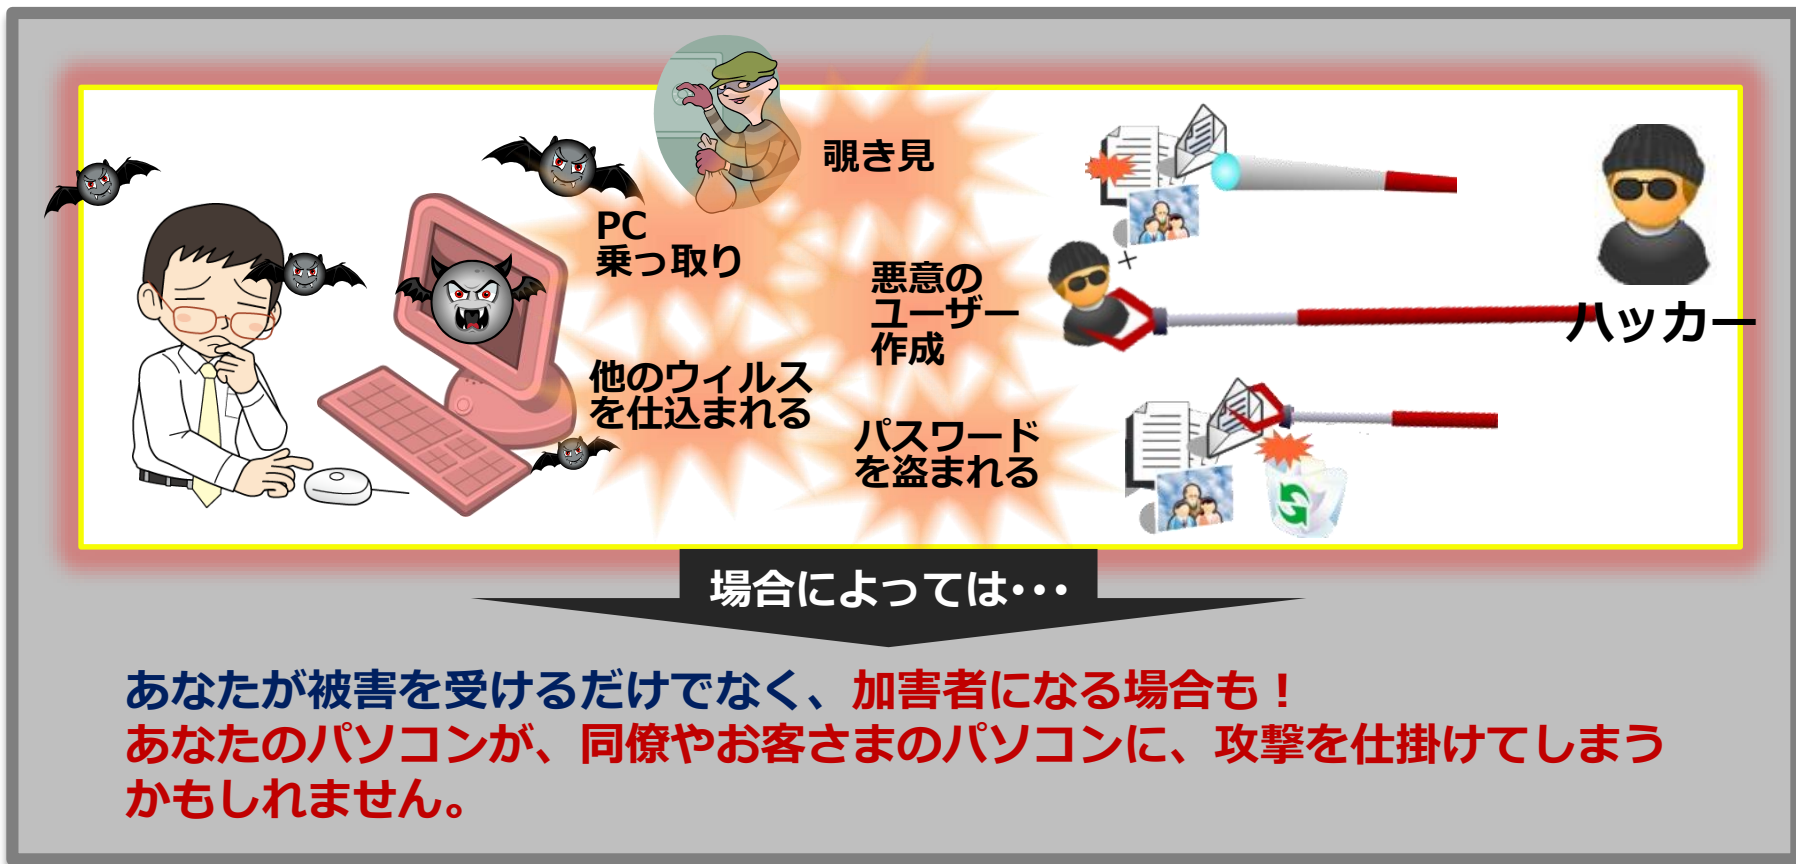 覗き見
PC
乗っ取り
悪意の
ユーザー
作成
ハッカー
他のウィルス
を仕込まれる
パスワード
を盗まれる
場合によっては･･･
あなたが被害を受けるだけでなく、加害者になる場合も！
あなたのパソコンが、同僚やお客さまのパソコンに、攻撃を仕掛けてしまう
かもしれません。